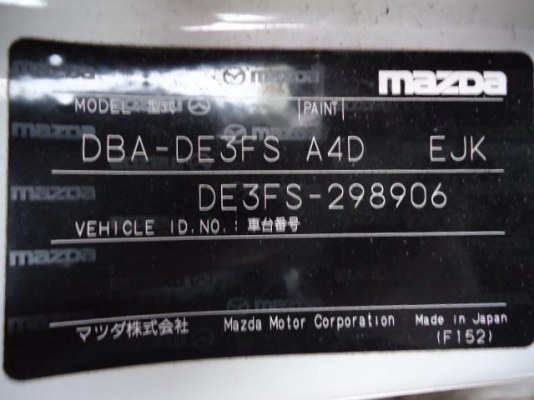 mazda
MODEL 型式 PAINT
DBA-DE3FS A4D EJK
DE3FS-298906
VEHICLE ID.NO.:車台番号
マツダ株式会社 Mazda Motor Corporation Made in Japan
(F152)